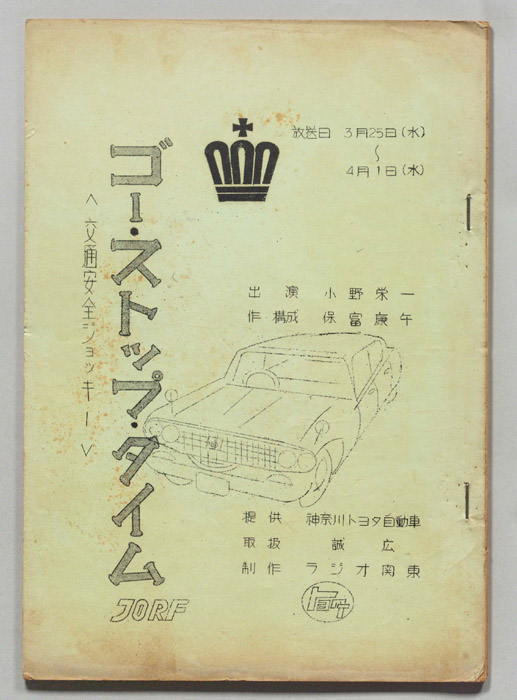 放送日 3月25日(水)
〜
4月1日(水)
ゴー・ストップ・タイム
<交通安全ジョッキー>
出演 小野栄一
作構成 保富康午
提供 神奈川トヨタ自動車
取扱 誠広
制作 ラジオ関東
JORF
トヨタ